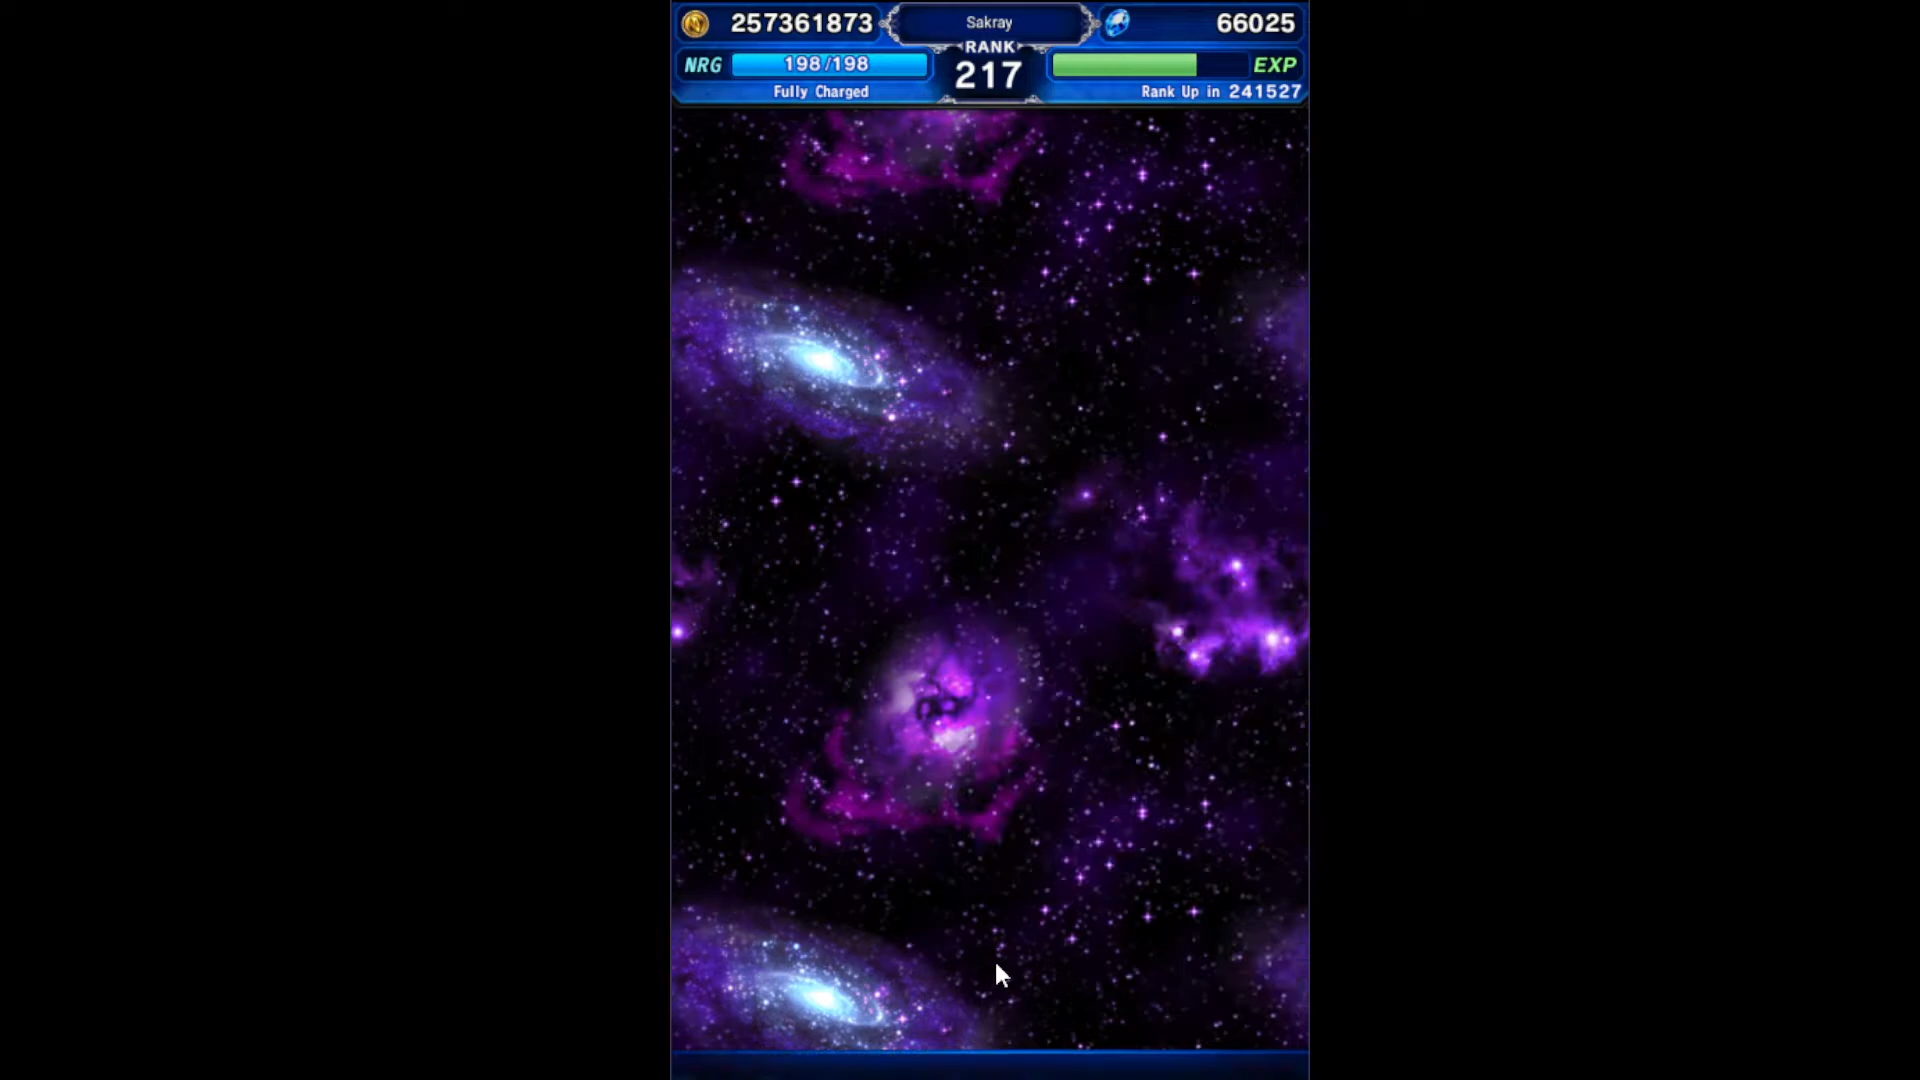 257361873
Sakray
66025
NRG 198/198
RANK
217
EXP
Fully Charged
Rank Up in 241527